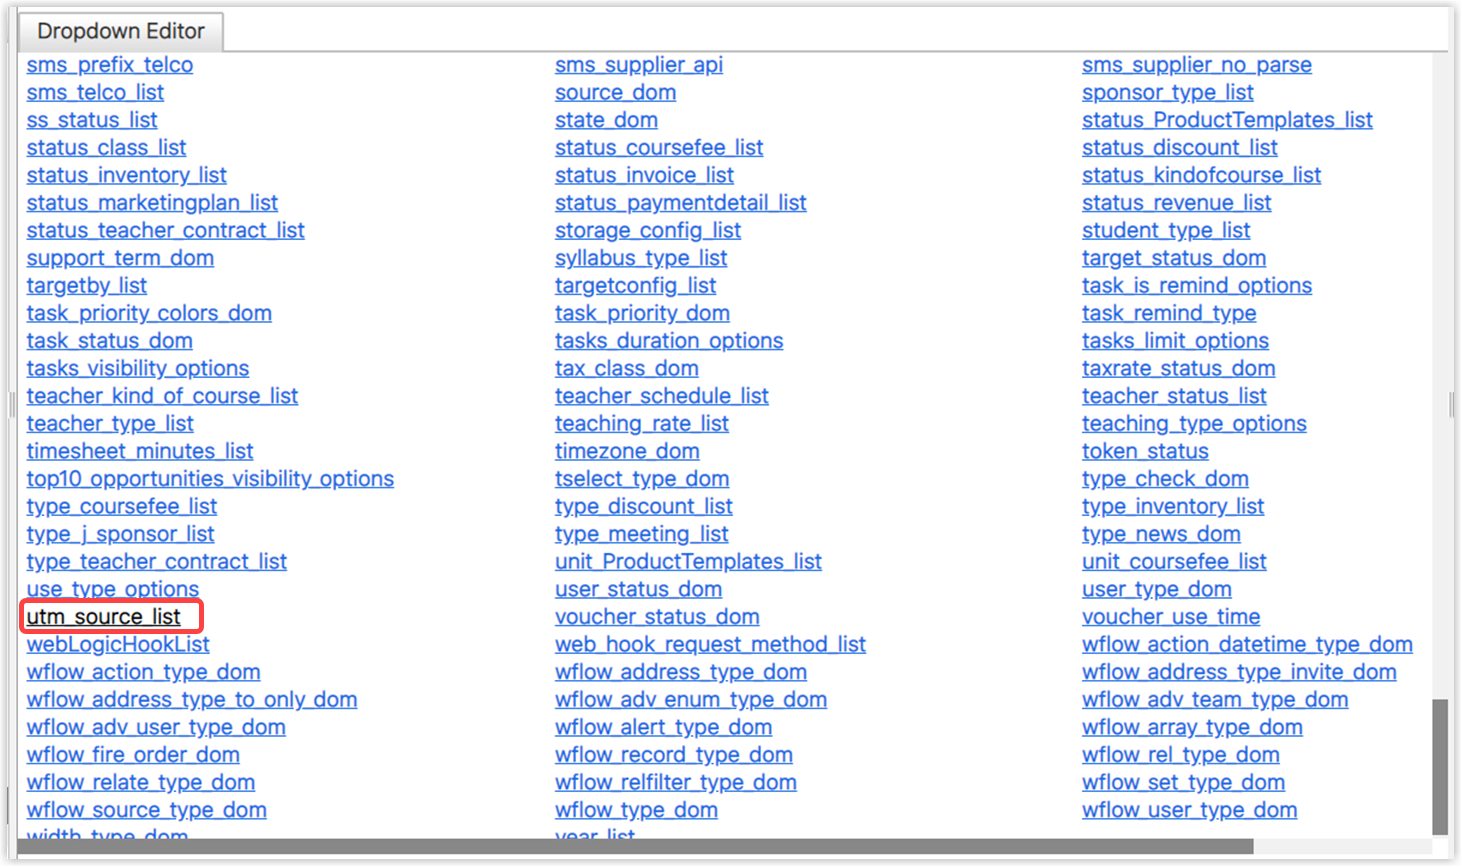 Dropdown Editor
sms_prefix_telco sms_supplier_api sms_supplier_no_parse
sms_telco_list source_dom sponsor_type_list
ss_status_list state_dom status_ProductTemplates_list
status_class_list status_coursefee_list status_discount_list
status_inventory_list status_invoice_list status_kindofcourse_list
status_marketingplan_list status_paymentdetail_list status_revenue_list
status_teacher_contract_list storage_config_list student_type_list
support_term_dom syllabus_type_list target_status_dom
targetby_list targetconfig_list task_is_remind_options
task_priority_colors_dom task_priority_dom task_remind_type
task_status_dom tasks_duration_options tasks_limit_options
tasks_visibility_options tax_class_dom taxrate_status_dom
teacher_kind_of_course_list teacher_schedule_list teacher_status_list
teacher_type_list teaching_rate_list teaching_type_options
timesheet_minutes_list timezone_dom token_status
top10_opportunities_visibility_options tselect_type_dom type_check_dom
type_coursefee_list type_discount_list type_inventory_list
type_j_sponsor_list type_meeting_list type_news_dom
type_teacher_contract_list unit_ProductTemplates_list unit_coursefee_list
use_type_options user_status_dom user_type_dom
utm_source_list voucher_status_dom voucher_use_time
webLogicHookList web_hook_request_method_list wflow_action_datetime_type_dom
wflow_action_type_dom wflow_address_type_dom wflow_address_type_invite_dom
wflow_address_type_to_only_dom wflow_adv_enum_type_dom wflow_adv_team_type_dom
wflow_adv_user_type_dom wflow_alert_type_dom wflow_array_type_dom
wflow_fire_order_dom wflow_record_type_dom wflow_rel_type_dom
wflow_relate_type_dom wflow_relfilter_type_dom wflow_set_type_dom
wflow_source_type_dom wflow_type_dom wflow_user_type_dom
width_type_dom year_list